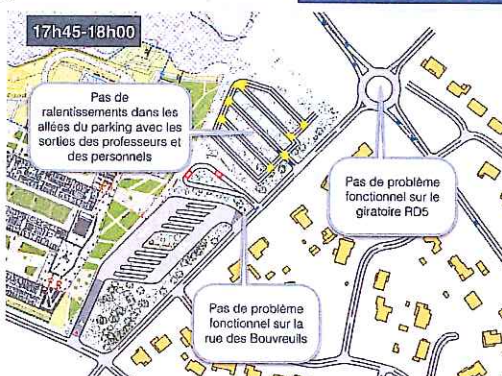 17h45-18h00
Pas de
ralentissements dans les
allées du parking avec les
sorties des professeurs et
des personnels
Pas de problème
fonctionnel sur le
giratoire RD5
Pas de problème
fonctionnel sur la
rue des Bouvreuils